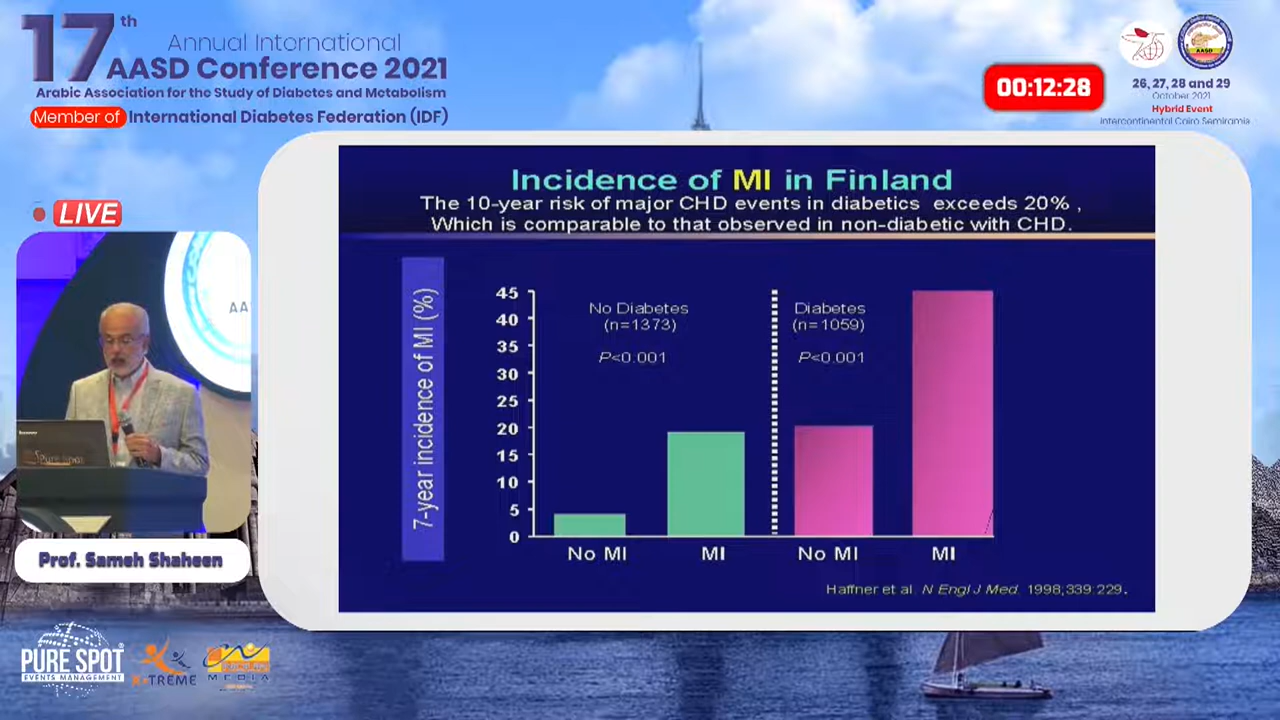 17th
Annual International
AASD Conference 2021
Arabic Association for the Study of Diabetes and Metabolism
Member of International Diabetes Federation (IDF)
00:12:28
AASD
26, 27, 28 and 29
October 2021
Hybrid Event
Intercontinental Cairo Semiramis
LIVE
AA
Prof. Sameh Shaheen
Incidence of MI in Finland
The 10-year risk of major CHD events in diabetics exceeds 20% ,
Which is comparable to that observed in non-diabetic with CHD.
7-year incidence of MI (%)
45
40
35
30
25
20
15
10
5
0
No Diabetes
(n=1373)
P<0.001
Diabetes
(n=1059)
P<0.001
No MI
MI
No MI
MI
Haffner et al. N Engl J Med. 1998;339:229.
PURE SPOT
EVENTS MANAGEMENT
X-TREME
MEDIA